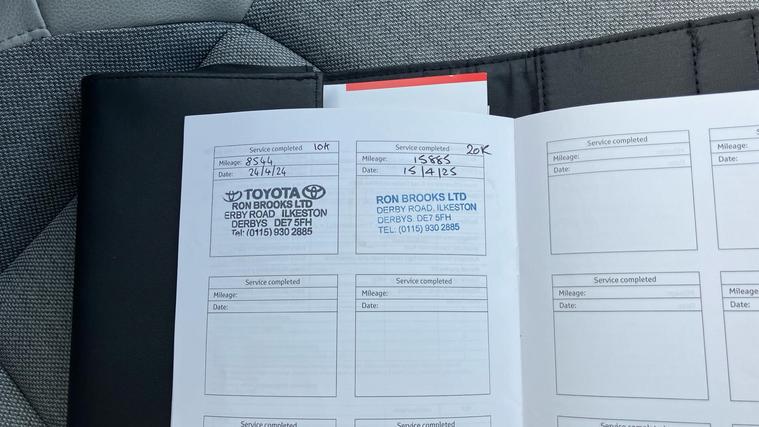 Service completed 10K
Mileage: 8544
Date: 24/4/24
TOYOTA
RON BROOKS LTD
ERBY ROAD ILKESTON
DERBYS DE7 5FH
Tel: (0115) 930 2885
Service completed 20K
Mileage: 15885
Date: 15/4/25
RON BROOKS LTD
DERBY ROAD, ILKESTON
DERBYS. DE7 5FH
TEL: (0115) 930 2885
Service completed
Mileage:
Date:
Mileage:
Date:
Service completed
Mileage:
Date:
Service completed
Mileage:
Date:
Service completed
Mileage:
Date:
Mileage:
Date:
Service completed
Service completed
Service completed